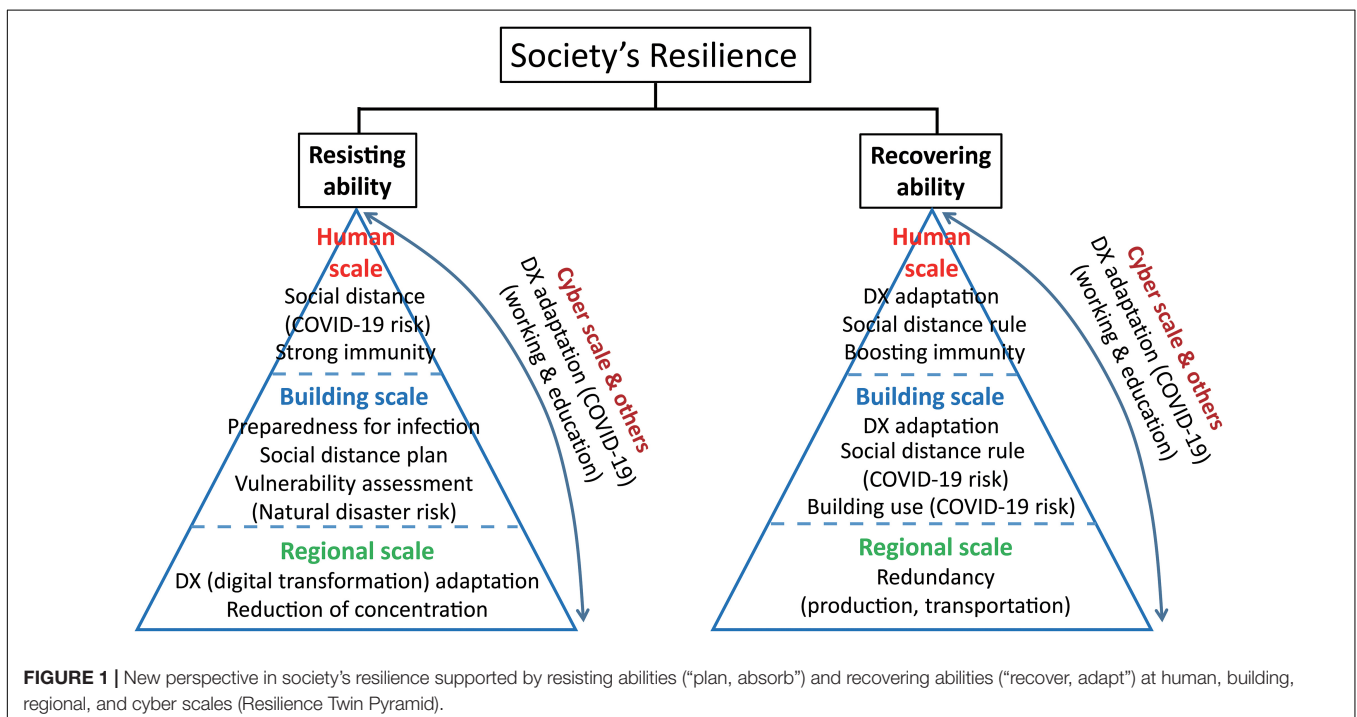 Society’s Resilience
Resisting
ability
Human
scale
Social distance
(COVID-19 risk)
Strong immunity
Building scale
Preparedness for infection
Social distance plan
Vulnerability assessment
(Natural disaster risk)
Regional scale
DX (digital transformation) adaptation
Reduction of concentration
Cyber scale & others
DX adaptation (COVID-19)
(working & education)
Recovering
ability
Human
scale
DX adaptation
Social distance rule
Boosting immunity
Building scale
DX adaptation
Social distance rule
(COVID-19 risk)
Building use (COVID-19 risk)
Regional scale
Redundancy
(production, transportation)
Cyber scale & others
DX adaptation (COVID-19)
(working & education)
FIGURE 1 | New perspective in society’s resilience supported by resisting abilities (“plan, absorb”) and recovering abilities (“recover, adapt”) at human, building,
regional, and cyber scales (Resilience Twin Pyramid).